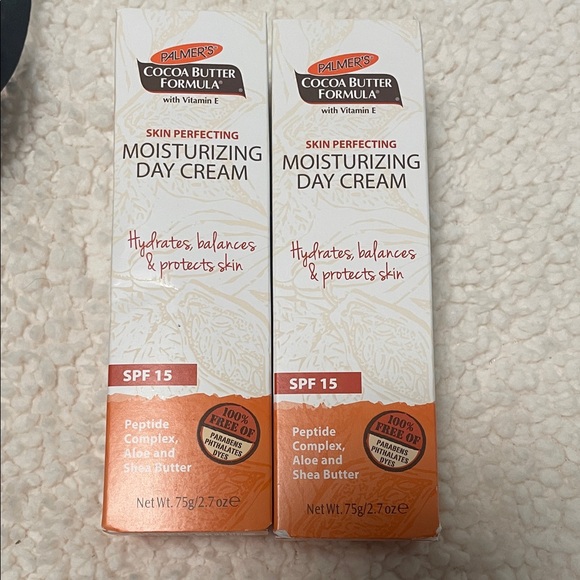 PALMER'S®
COCOA BUTTER
FORMULA®
with Vitamin E
SKIN PERFECTING
MOISTURIZING
DAY CREAM
Hydrates, balances
& protects skin
SPF 15
Peptide
Complex,
Aloe and
Shea Butter
100%
FREE OF
PARABENS
PHTHALATES
DYES
Net Wt. 75g/2.7 oz℮
PALMER'S®
COCOA BUTTER
FORMULA®
with Vitamin E
SKIN PERFECTING
MOISTURIZING
DAY CREAM
Hydrates, balances
& protects skin
SPF 15
Peptide
Complex,
Aloe and
Shea Butter
100%
FREE OF
PARABENS
PHTHALATES
DYES
Net Wt. 75g/2.7 oz℮